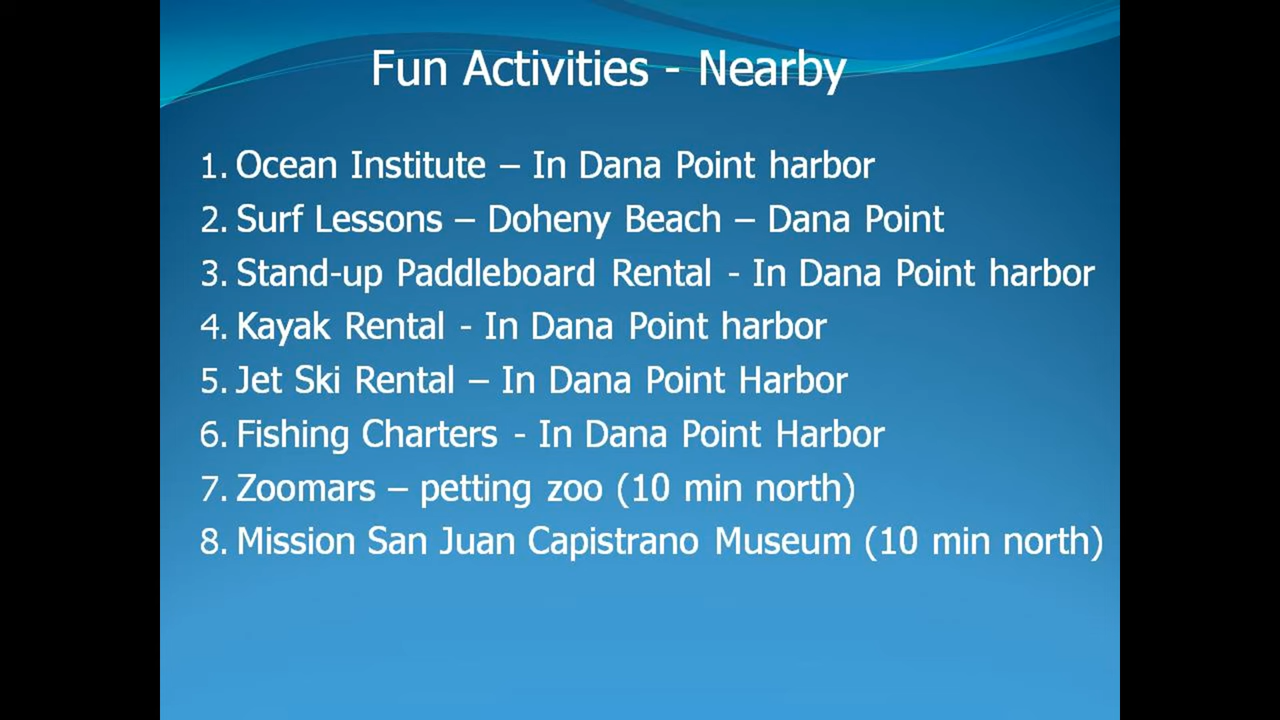 Fun Activities - Nearby
1. Ocean Institute – In Dana Point harbor
2. Surf Lessons – Doheny Beach – Dana Point
3. Stand-up Paddleboard Rental - In Dana Point harbor
4. Kayak Rental - In Dana Point harbor
5. Jet Ski Rental – In Dana Point Harbor
6. Fishing Charters - In Dana Point Harbor
7. Zoomars – petting zoo (10 min north)
8. Mission San Juan Capistrano Museum (10 min north)